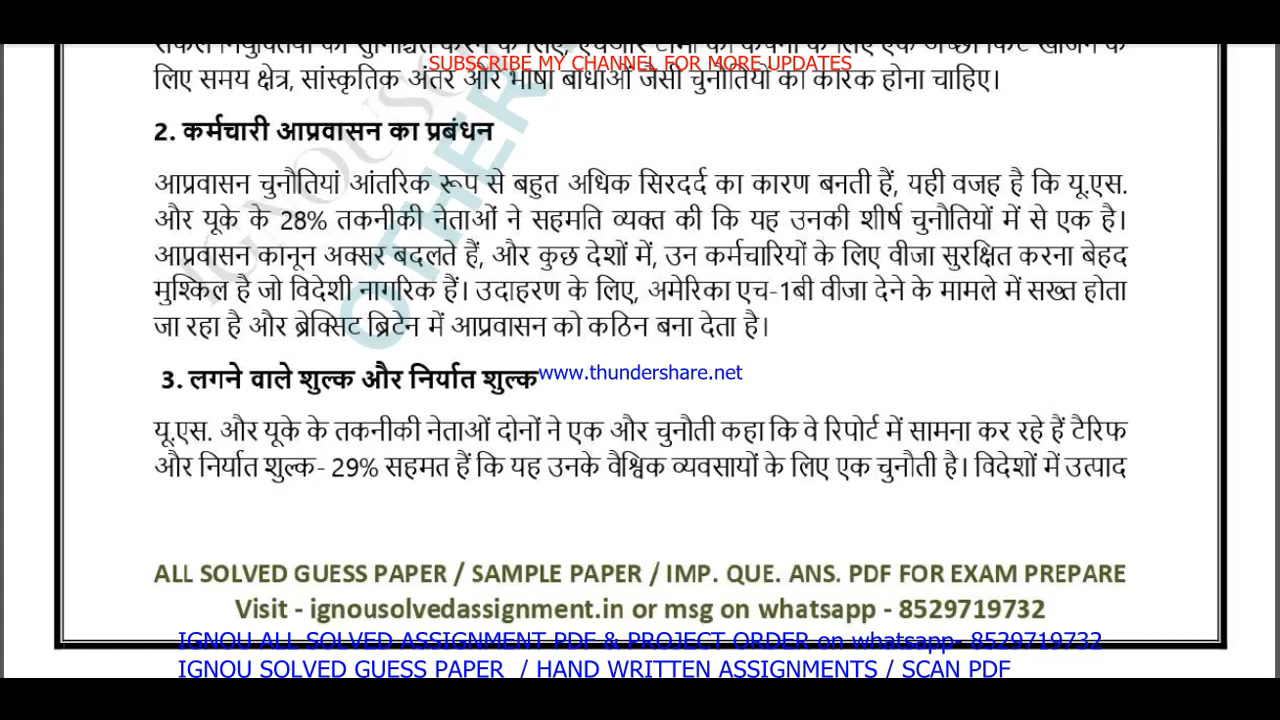 SUBSCRIBE MY CHANNEL FOR MORE UPDATES
लिए समय क्षेत्र, सांस्कृतिक अंतर और भाषा बाधाओं जैसी चुनौतियों का कारक होना चाहिए।
2. कर्मचारी आप्रवासन का प्रबंधन
आप्रवासन चुनौतियां आंतरिक रूप से बहुत अधिक सिरदर्द का कारण बनती हैं, यही वजह है कि यू.एस.
और यूके के 28% तकनीकी नेताओं ने सहमति व्यक्त की कि यह उनकी शीर्ष चुनौतियों में से एक है।
आप्रवासन कानून अक्सर बदलते हैं, और कुछ देशों में, उन कर्मचारियों के लिए वीजा सुरक्षित करना बेहद
मुश्किल है जो विदेशी नागरिक हैं। उदाहरण के लिए, अमेरिका एच-1बी वीजा देने के मामले में सख्त होता
जा रहा है और ब्रेक्सिट ब्रिटेन में आप्रवासन को कठिन बना देता है।
3. लगने वाले शुल्क और निर्यात शुल्क
www.thundershare.net
यू.एस. और यूके के तकनीकी नेताओं दोनों ने एक और चुनौती कहा कि वे रिपोर्ट में सामना कर रहे हैं टैरिफ
और निर्यात शुल्क- 29% सहमत हैं कि यह उनके वैश्विक व्यवसायों के लिए एक चुनौती है। विदेशों में उत्पाद
ALL SOLVED GUESS PAPER / SAMPLE PAPER / IMP. QUE. ANS. PDF FOR EXAM PREPARE
Visit - ignousolvedassignment.in or msg on whatsapp - 8529719732
IGNOU ALL SOLVED ASSIGNMENT PDF & PROJECT ORDER on whatsapp- 8529719732
IGNOU SOLVED GUESS PAPER / HAND WRITTEN ASSIGNMENTS / SCAN PDF